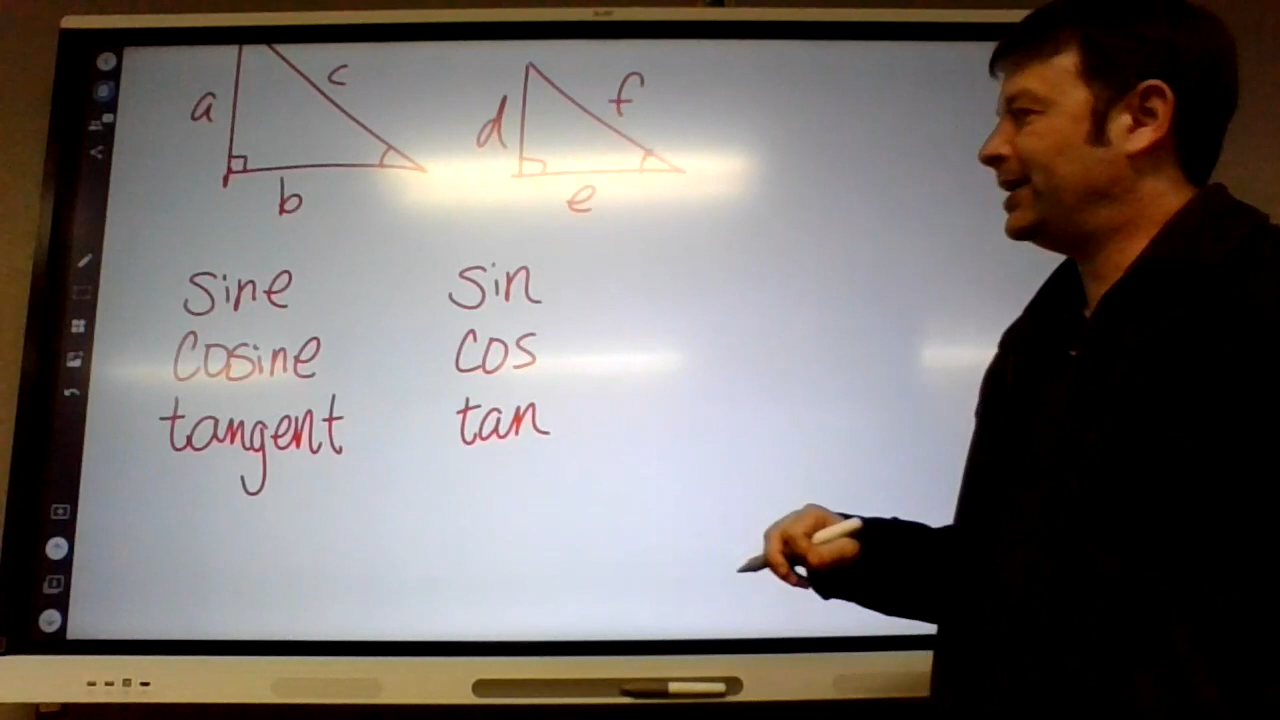 a c d f
b e
sine sin
cosine cos
tangent tan